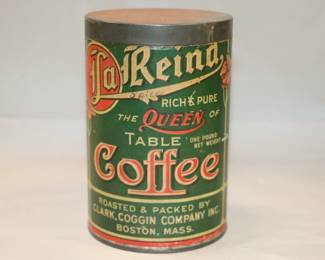 La Reina
RICH & PURE
THE QUEEN OF
TABLE ONE POUND
NET WEIGHT
Coffee
ROASTED & PACKED BY
CLARK, COGGIN COMPANY INC.
BOSTON, MASS.